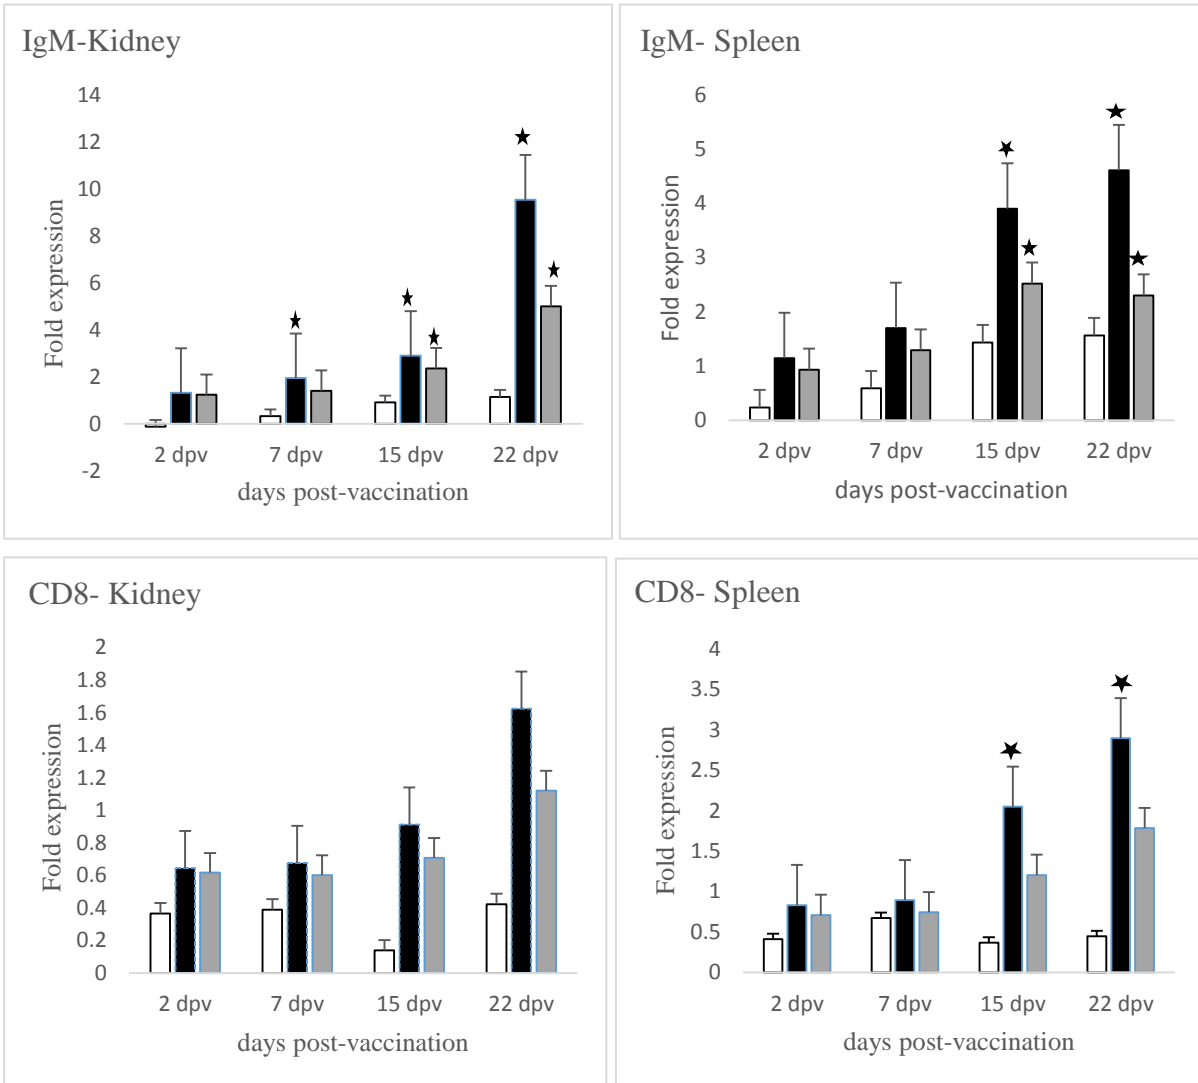 IgM-Kidney
Fold expression
14
12
10
8
6
4
2
0
-2
2 dpv 7 dpv 15 dpv 22 dpv
days post-vaccination
IgM- Spleen
Fold expression
6
5
4
3
2
1
0
2 dpv 7 dpv 15 dpv 22 dpv
days post-vaccination
CD8- Kidney
Fold expression
2
1.8
1.6
1.4
1.2
1
0.8
0.6
0.4
0.2
0
2 dpv 7 dpv 15 dpv 22 dpv
days post-vaccination
CD8- Spleen
Fold expression
4
3.5
3
2.5
2
1.5
1
0.5
0
2 dpv 7 dpv 15 dpv 22 dpv
days post-vaccination